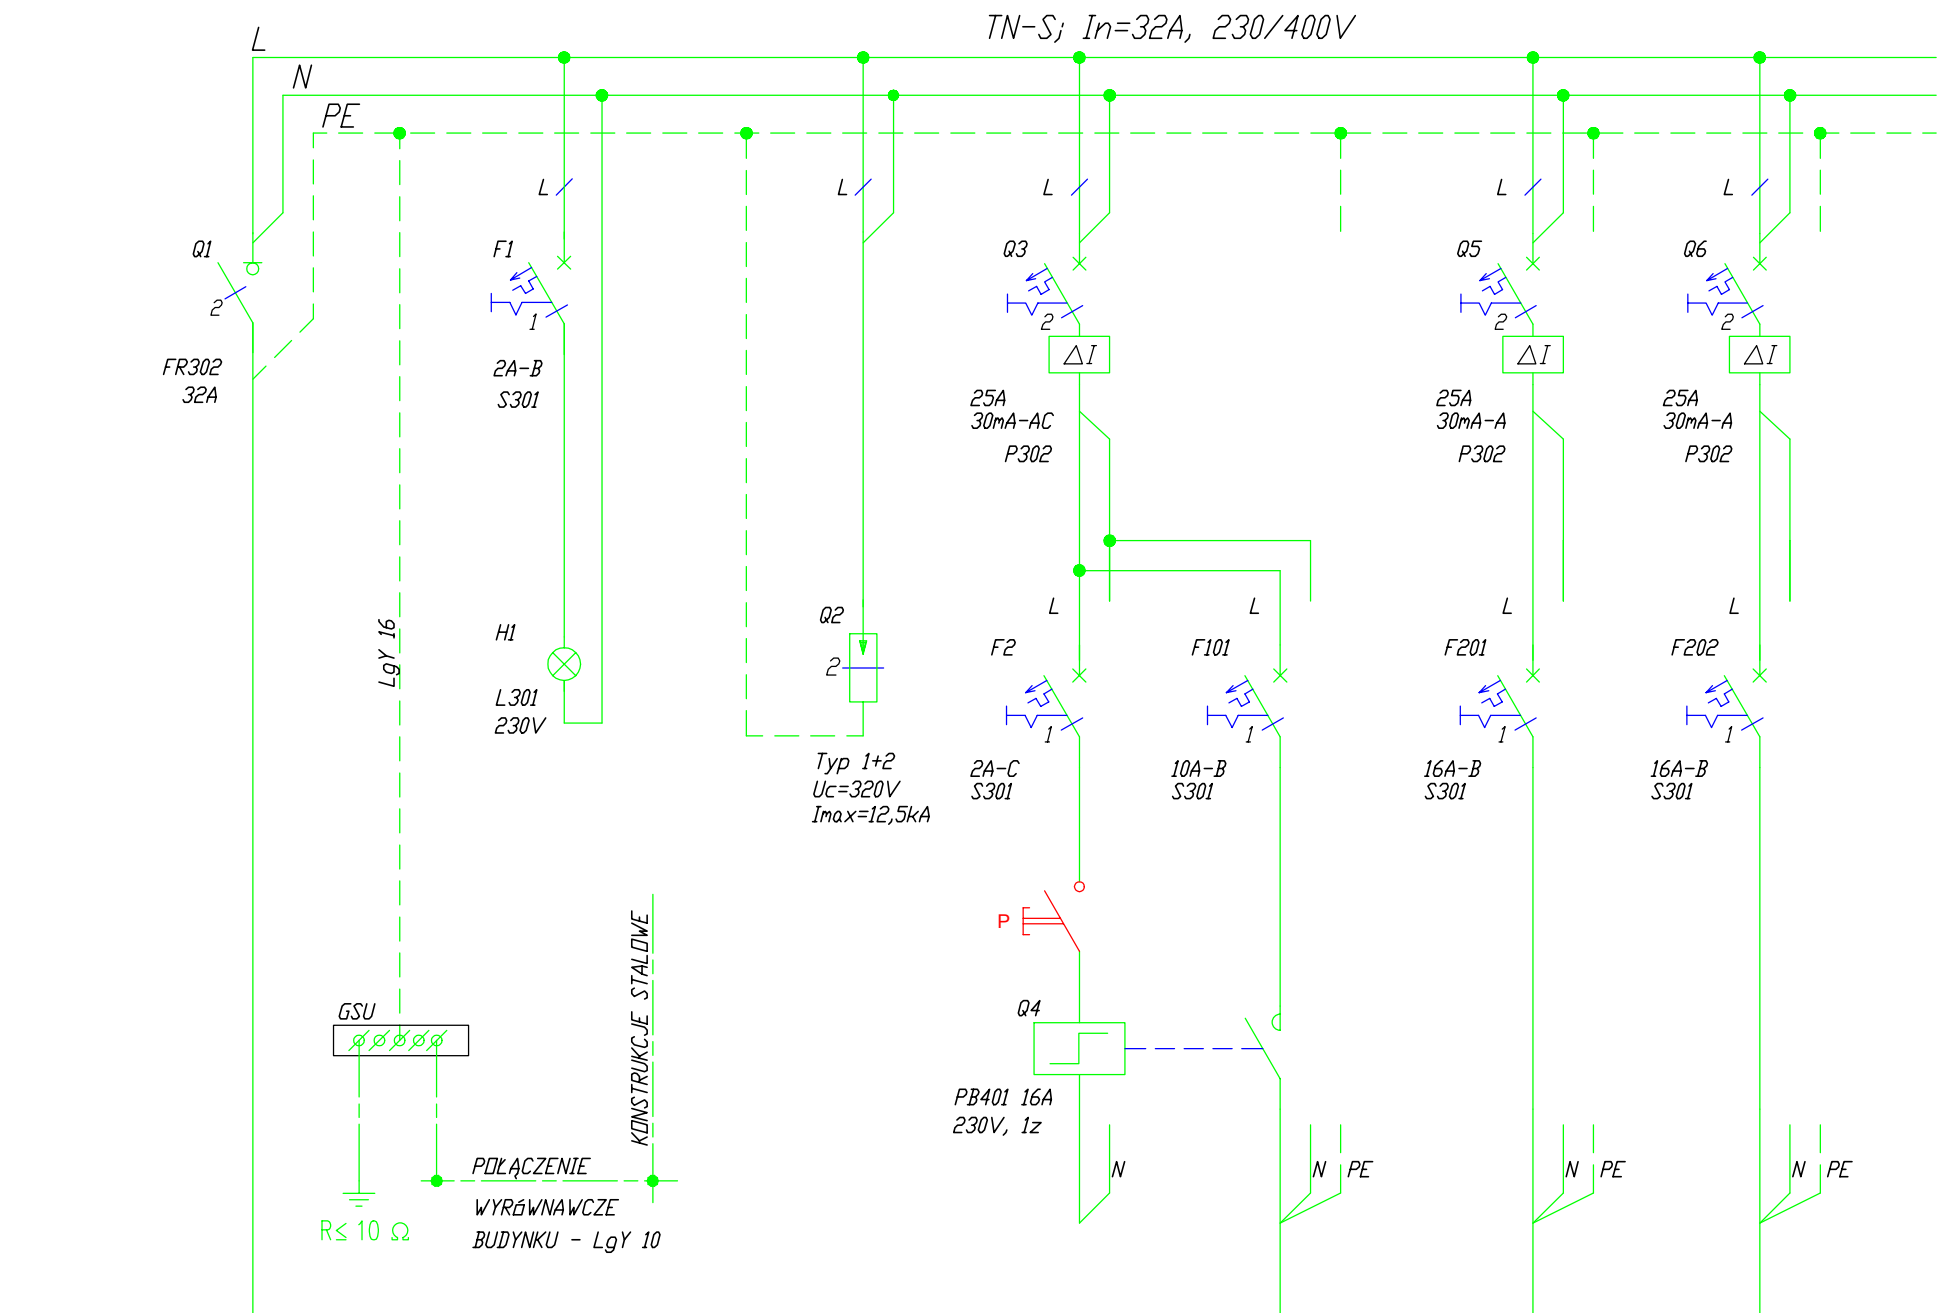 TN-S; In=32A, 230/400V
L
N
PE
L
L
L
L
L
Q1
F1
Q3
Q5
Q6
2
1
2
2
2
ΔI
ΔI
ΔI
FR302
32A
2A-B
S301
25A
30mA-AC
P302
25A
30mA-A
P302
25A
30mA-A
P302
LgY 16
H1
L301
230V
Q2
2
Typ 1+2
Uc=320V
Imax=12,5kA
L
L
L
L
F2
F101
F201
F202
1
1
1
1
2A-C
S301
10A-B
S301
16A-B
S301
16A-B
S301
P
Q4
PB401 16A
230V, 1z
GSU
KONSTRUKCJE STALOWE
POŁĄCZENIE
WYRóWNAWCZE
BUDYNKU - LgY 10
R≤ 10 Ω
N
N PE
N PE
N PE